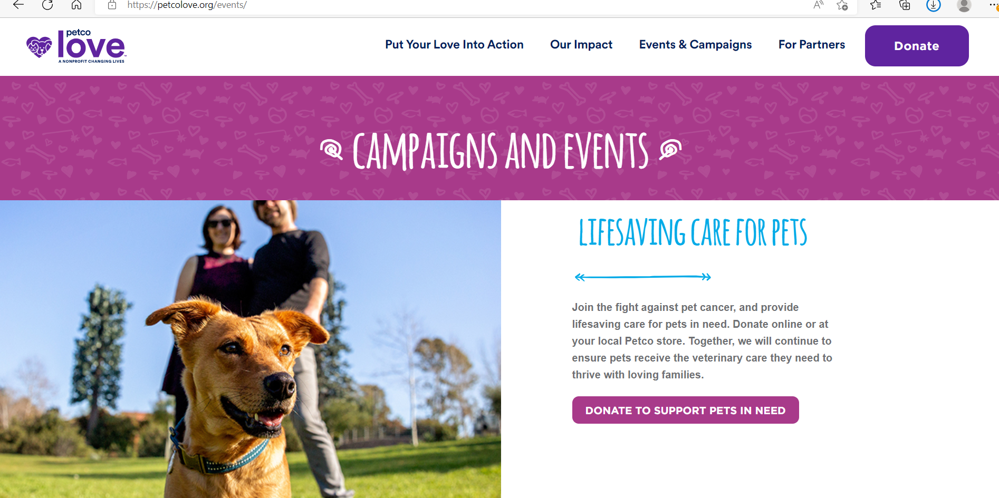 https://petcolove.org/events/
petco
love
A NONPROFIT CHANGING LIVES
Put Your Love Into Action
Our Impact
Events & Campaigns
For Partners
Donate
CAMPAIGNS AND EVENTS
LIFESAVING CARE FOR PETS
Join the fight against pet cancer, and provide
lifesaving care for pets in need. Donate online or at
your local Petco store. Together, we will continue to
ensure pets receive the veterinary care they need to
thrive with loving families.
DONATE TO SUPPORT PETS IN NEED